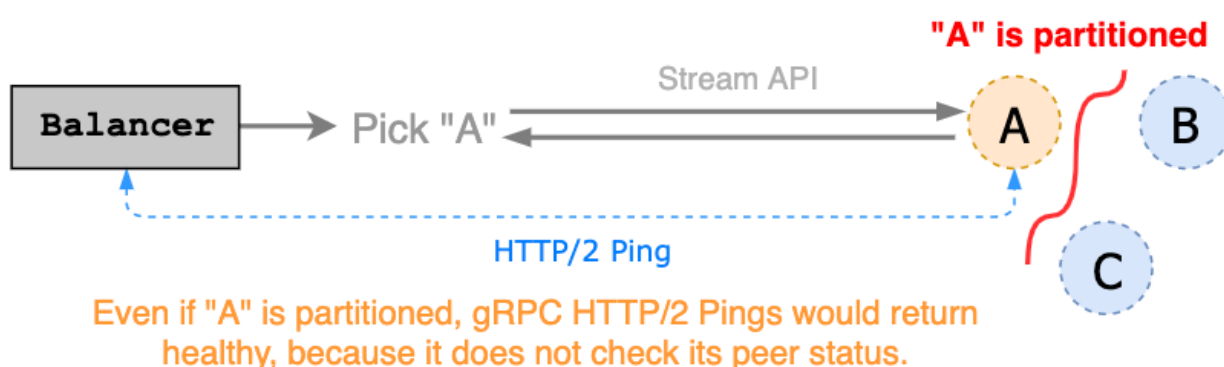 "A" is partitioned
Stream API
Balancer
Pick "A"
A
B
C
HTTP/2 Ping
Even if "A" is partitioned, gRPC HTTP/2 Pings would return
healthy, because it does not check its peer status.